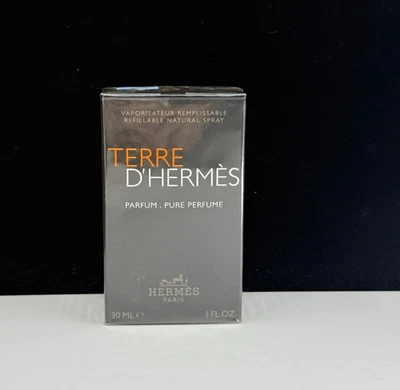 VAPORISATEUR REMPLISSABLE
REFILLABLE NATURAL SPRAY
TERRE
D'HERMÈS
PARFUM . PURE PERFUME
HERMÈS
PARIS
30 ML ℮ 1 FL.OZ.